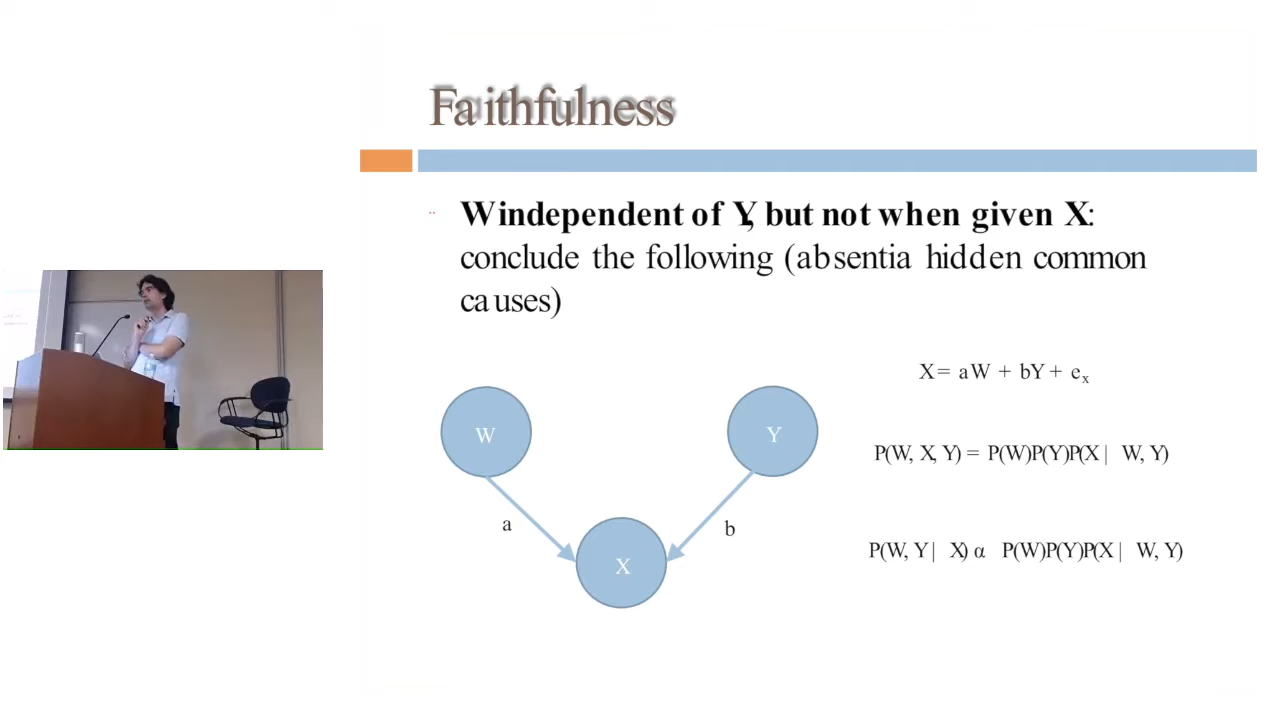 Faithfulness
W independent of Y, but not when given X:
conclude the following (absentia hidden common
causes)
X = aW + bY + eₓ
W
Y
P(W, X, Y) = P(W)P(Y)P(X | W, Y)
a
b
P(W, Y | X) α P(W)P(Y)P(X | W, Y)
X